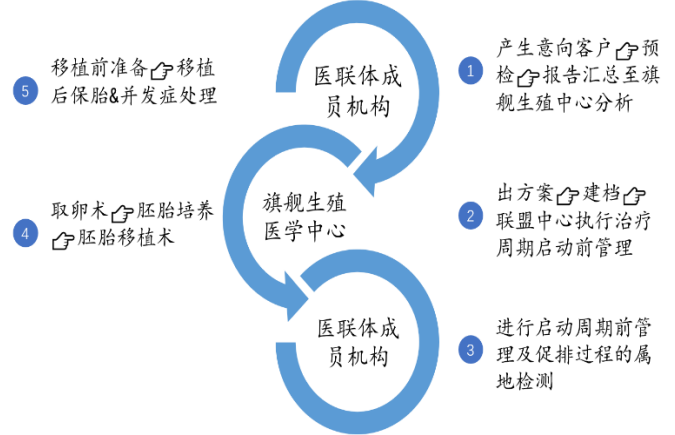 5
移植前准备👉移植
后保胎&并发症处理
医联体成
员机构
1
产生意向客户👉预
检👉报告汇总至旗
舰生殖中心分析
4
取卵术👉胚胎培养
👉胚胎移植术
旗舰生殖
医学中心
2
出方案👉建档👉
联盟中心执行治疗
周期启动前管理
医联体成
员机构
3
进行启动周期前管
理及促排过程的属
地检测